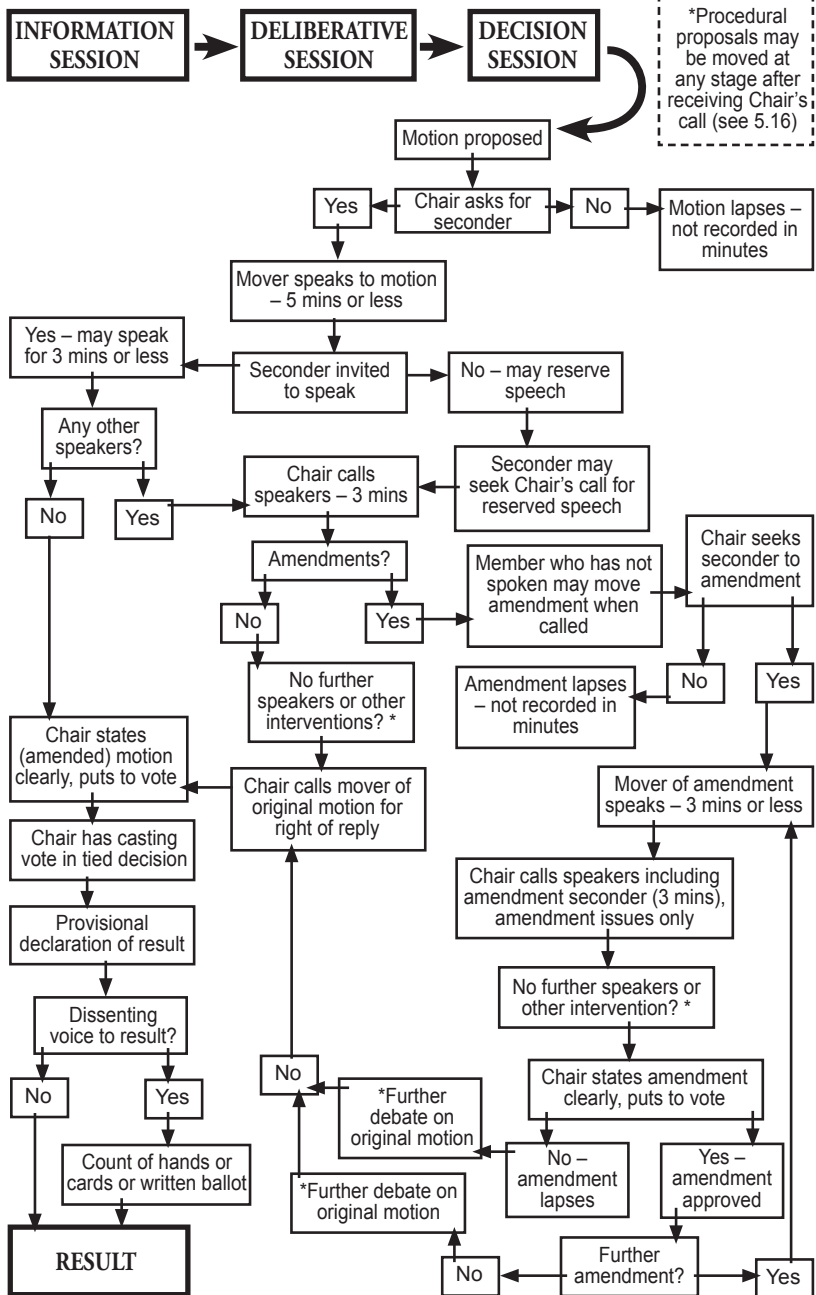 INFORMATION
SESSION
DELIBERATIVE
SESSION
DECISION
SESSION
*Procedural
proposals may
be moved at
any stage after
receiving Chair's
call (see 5.16)
Motion proposed
Yes
Chair asks for
seconder
No
Motion lapses –
not recorded in
minutes
Mover speaks to motion
– 5 mins or less
Yes – may speak
for 3 mins or less
Seconder invited
to speak
No – may reserve
speech
Any other
speakers?
Chair calls
speakers – 3 mins
Seconder may
seek Chair's call for
reserved speech
No
Yes
Amendments?
Member who has not
spoken may move
amendment when
called
Chair seeks
seconder to
amendment
No
Yes
No further
speakers or other
interventions? *
Amendment lapses
– not recorded in
minutes
No
Yes
Chair states
(amended) motion
clearly, puts to vote
Chair calls mover of
original motion for
right of reply
Mover of amendment
speaks – 3 mins or less
Chair has casting
vote in tied decision
Chair calls speakers including
amendment seconder (3 mins),
amendment issues only
Provisional
declaration of result
No further speakers or
other intervention? *
Dissenting
voice to result?
No
Yes
No
*Further
debate on
original motion
Chair states amendment
clearly, puts to vote
No –
amendment
lapses
Yes –
amendment
approved
Count of hands or
cards or written ballot
*Further debate on
original motion
RESULT
No
Further
amendment?
Yes